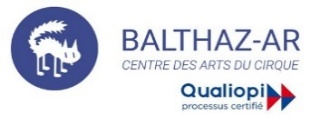 BALTHAZ-AR
CENTRE DES ARTS DU CIRQUE
Qualiopi
processus certifié